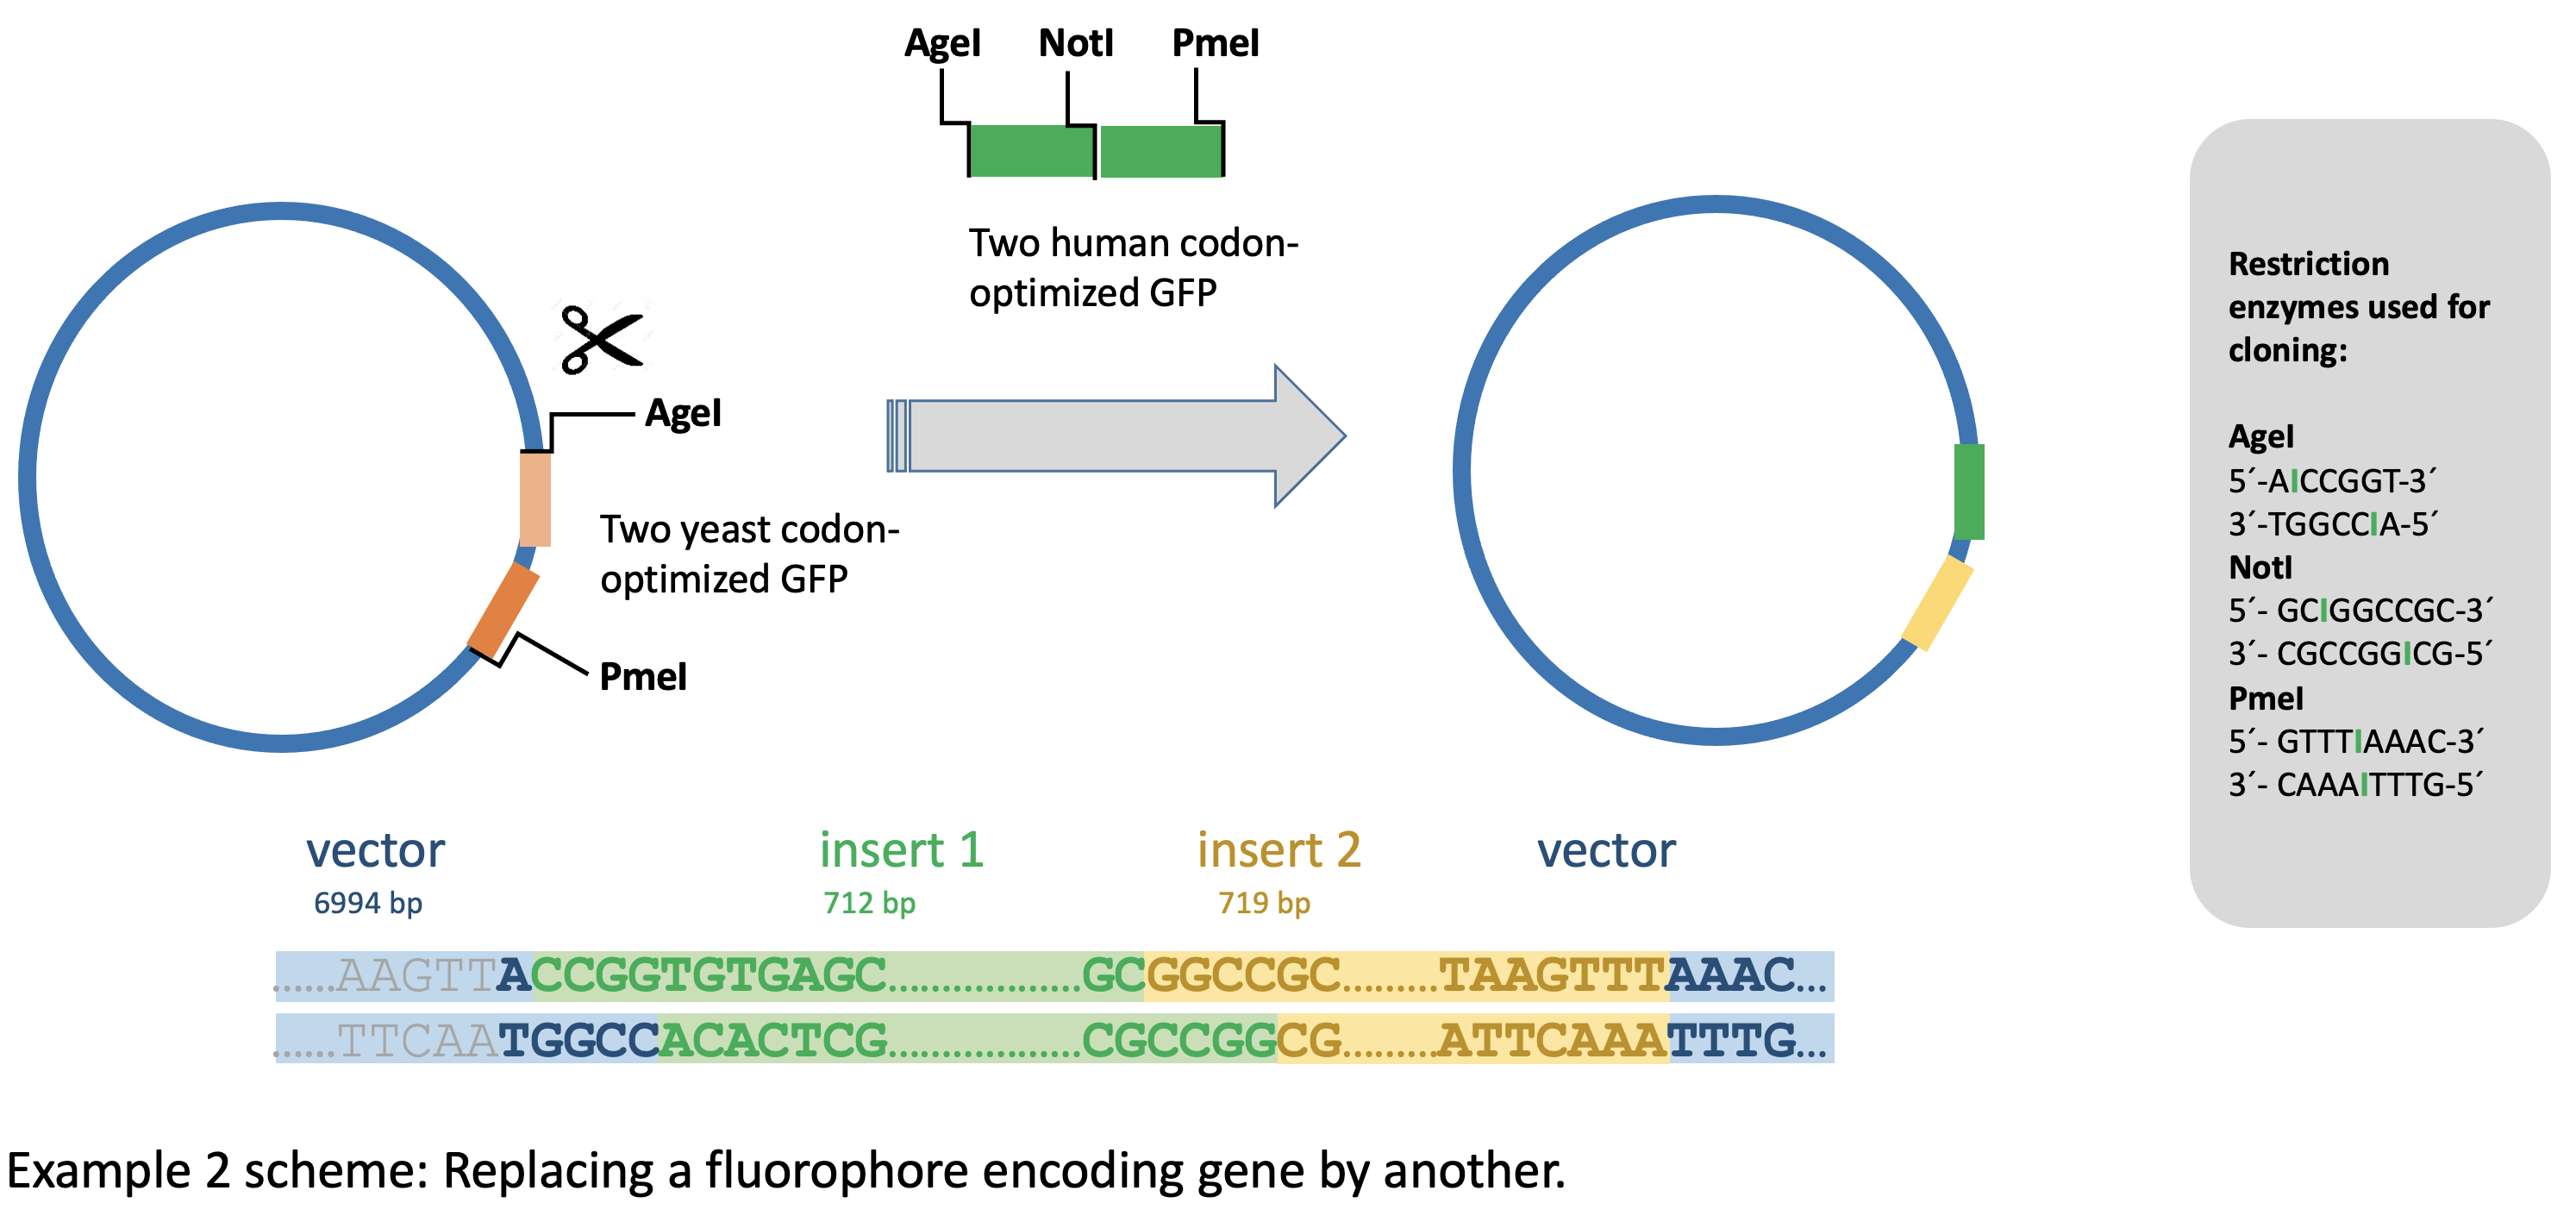 AgeI NotI PmeI
Two human codon-
optimized GFP
AgeI
Two yeast codon-
optimized GFP
PmeI
Restriction
enzymes used for
cloning:
AgeI
5´-AICCGGT-3´
3´-TGGCCIA-5´
NotI
5´- GCIGGCCGC-3´
3´- CGCCGGICG-5´
PmeI
5´- GTTTIAAAC-3´
3´- CAAAITTTG-5´
vector insert 1 insert 2 vector
6994 bp 712 bp 719 bp
......AAGTTACCGGTGTGAGC..................GCGGCCGC.........TAAGTTTAAAC...
......TTCAATGGCCACACTCG..................CGCCGGCG.........ATTCAAATTTG...
Example 2 scheme: Replacing a fluorophore encoding gene by another.